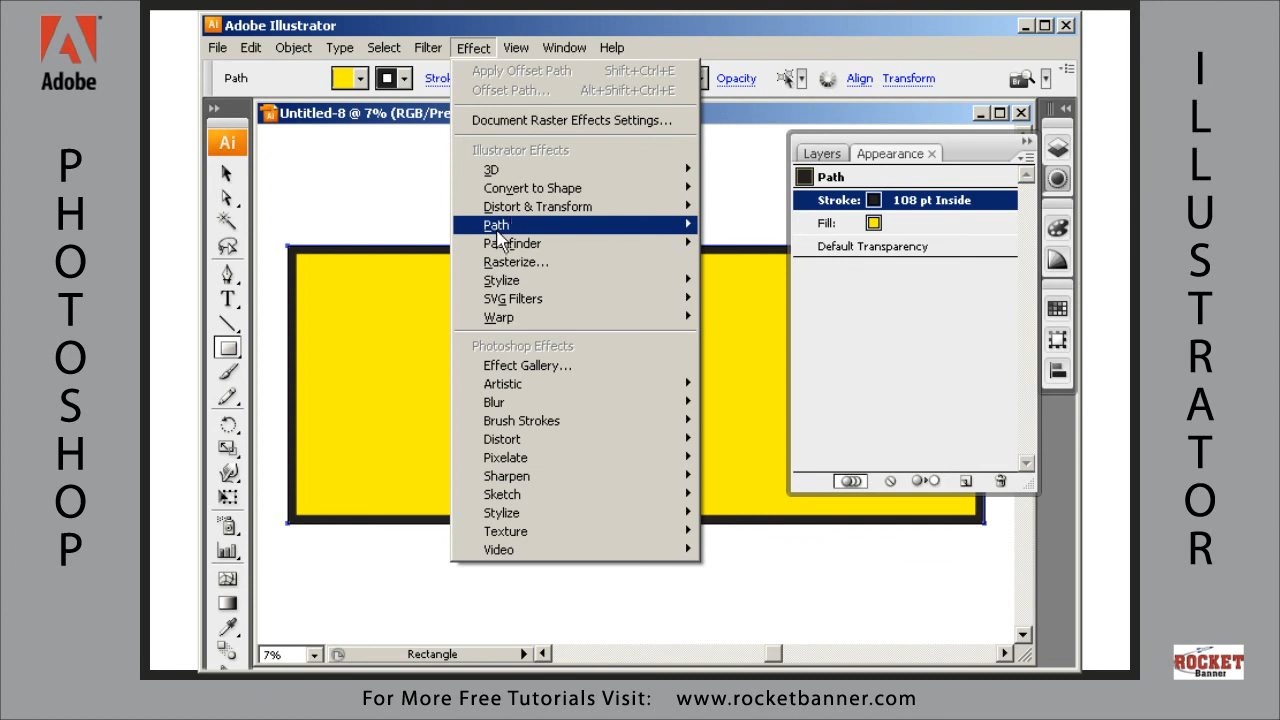 Adobe
PHOTOSHOP
Ai Adobe Illustrator
File Edit Object Type Select Filter Effect View Window Help
Path
Opacity Align Transform
Untitled-8 @ 7% (RGB/Pre
Ai
T
Apply Offset Path Shift+Ctrl+E
Offset Path... Alt+Shift+Ctrl+E
Document Raster Effects Settings...
Illustrator Effects
3D
Convert to Shape
Distort & Transform
Path
Pathfinder
Rasterize...
Stylize
SVG Filters
Warp
Photoshop Effects
Effect Gallery...
Artistic
Blur
Brush Strokes
Distort
Pixelate
Sharpen
Sketch
Stylize
Texture
Video
Layers Appearance
Path
Stroke: 108 pt Inside
Fill:
Default Transparency
7% Rectangle
ILLUSTRATOR
ROCKET
Banner
For More Free Tutorials Visit: www.rocketbanner.com